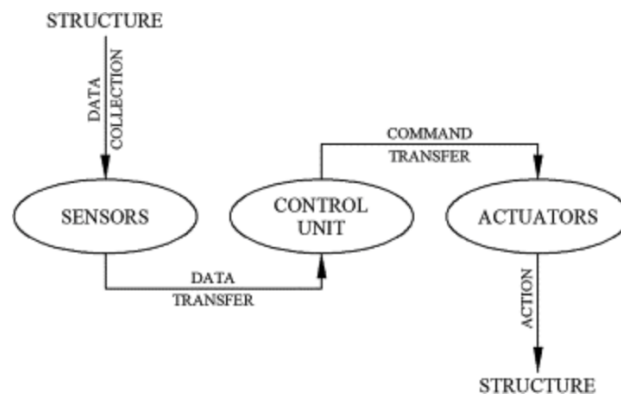 STRUCTURE
DATA
COLLECTION
SENSORS
DATA
TRANSFER
CONTROL
UNIT
COMMAND
TRANSFER
ACTUATORS
ACTION
STRUCTURE